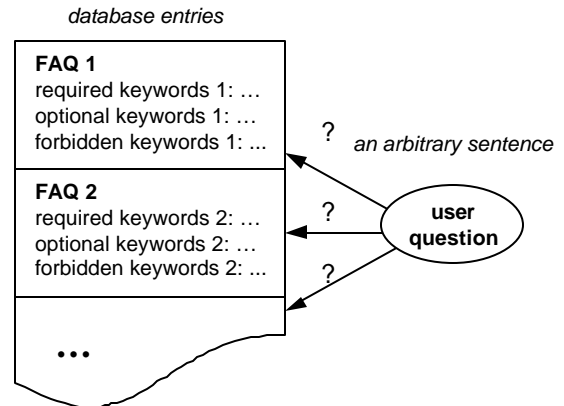 database entries
FAQ 1
required keywords 1: …
optional keywords 1: …
forbidden keywords 1: ...
?
an arbitrary sentence
FAQ 2
required keywords 2: …
optional keywords 2: …
forbidden keywords 2: ...
?
user
question
?
…